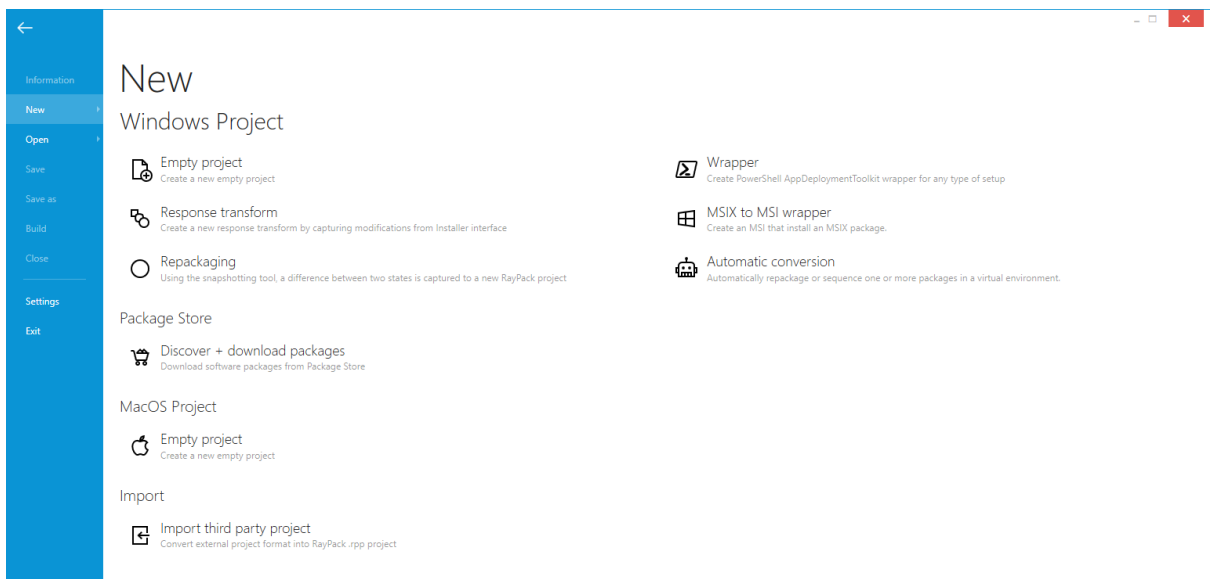 Information
New
Open
Save
Save as
Build
Close
Settings
Exit
New
Windows Project
Empty project
Create a new empty project
Response transform
Create a new response transform by capturing modifications from Installer interface
Repackaging
Using the snapshotting tool, a difference between two states is captured to a new RayPack project
Wrapper
Create PowerShell AppDeploymentToolkit wrapper for any type of setup
MSIX to MSI wrapper
Create an MSI that install an MSIX package.
Automatic conversion
Automatically repackage or sequence one or more packages in a virtual environment.
Package Store
Discover + download packages
Download software packages from Package Store
MacOS Project
Empty project
Create a new empty project
Import
Import third party project
Convert external project format into RayPack .rpp project